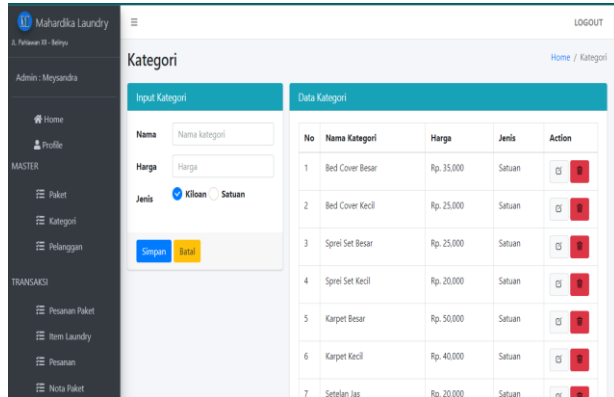 Mahardika Laundry
JL. Pahlawan III - Belinyu
Admin : Meysandra
Home
Profile
MASTER
Paket
Kategori
Pelanggan
TRANSAKSI
Pesanan Paket
Item Laundry
Pesanan
Nota Paket
LOGOUT
Kategori
Home / Kategori
Input Kategori
Nama Nama kategori
Harga Harga
Jenis Kiloan Satuan
Simpan Batal
Data Kategori
No Nama Kategori Harga Jenis Action
1 Bed Cover Besar Rp. 35,000 Satuan
2 Bed Cover Kecil Rp. 25,000 Satuan
3 Sprei Set Besar Rp. 25,000 Satuan
4 Sprei Set Kecil Rp. 20,000 Satuan
5 Karpet Besar Rp. 50,000 Satuan
6 Karpet Kecil Rp. 40,000 Satuan
7 Setelan Jas Rp. 20,000 Satuan